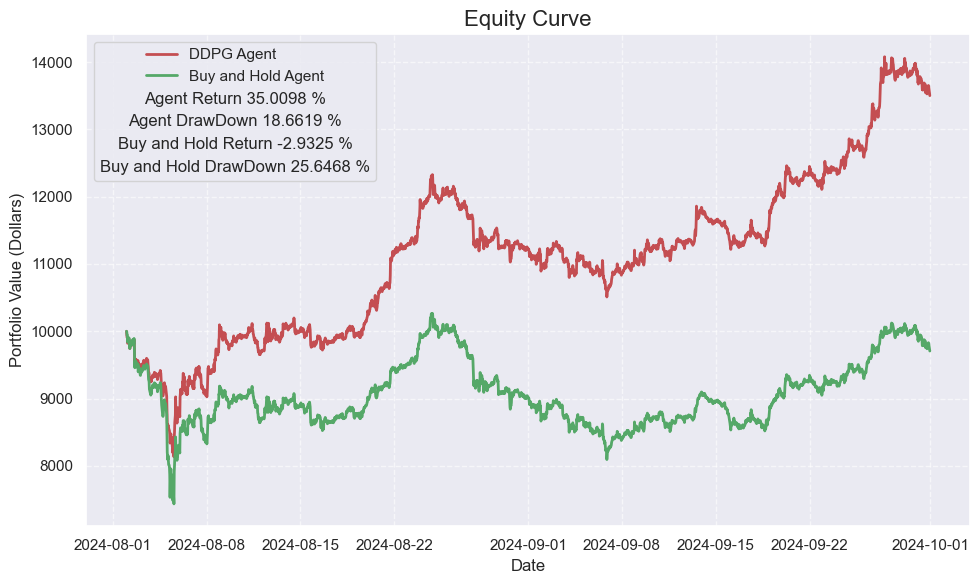 Equity Curve
DDPG Agent
Buy and Hold Agent
Agent Return 35.0098 %
Agent DrawDown 18.6619 %
Buy and Hold Return -2.9325 %
Buy and Hold DrawDown 25.6468 %
Portfolio Value (Dollars)
14000
13000
12000
11000
10000
9000
8000
2024-08-01 2024-08-08 2024-08-15 2024-08-22 2024-09-01 2024-09-08 2024-09-15 2024-09-22 2024-10-01
Date